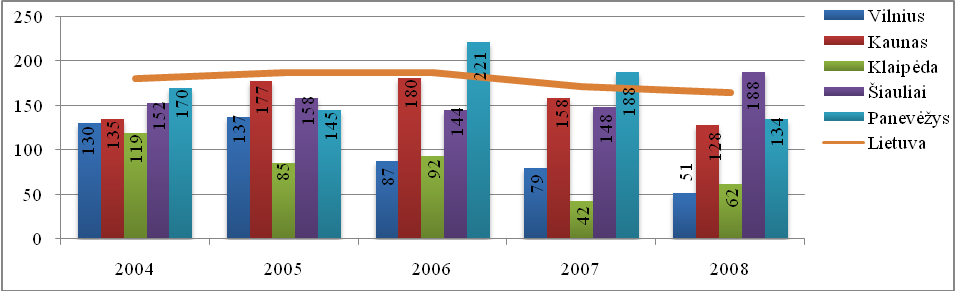 250
200
150
100
50
0
130 135 119 152 170
137 177 85 158 145
87 180 92 144 221
79 158 42 148 188
51 128 62 188 134
2004 2005 2006 2007 2008
Vilnius
Kaunas
Klaipėda
Šiauliai
Panevėžys
Lietuva